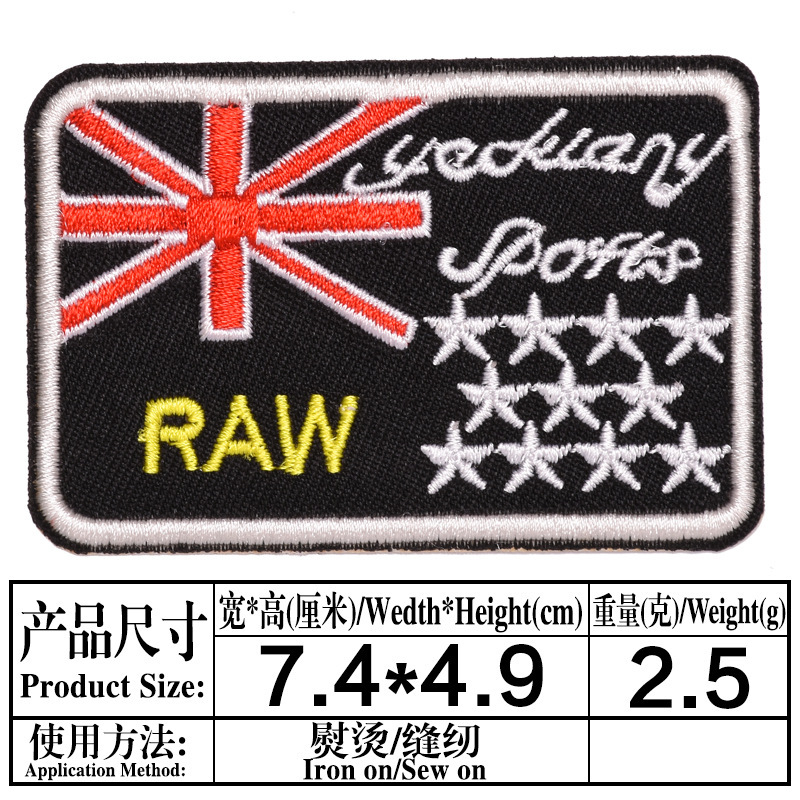 yeckiany
Sports
RAW
产品尺寸
Product Size:
宽*高(厘米)/Wedth*Height(cm)
7.4*4.9
重量(克)/Weight(g)
2.5
使用方法:
Application Method:
熨烫/缝纫
Iron on/Sew on